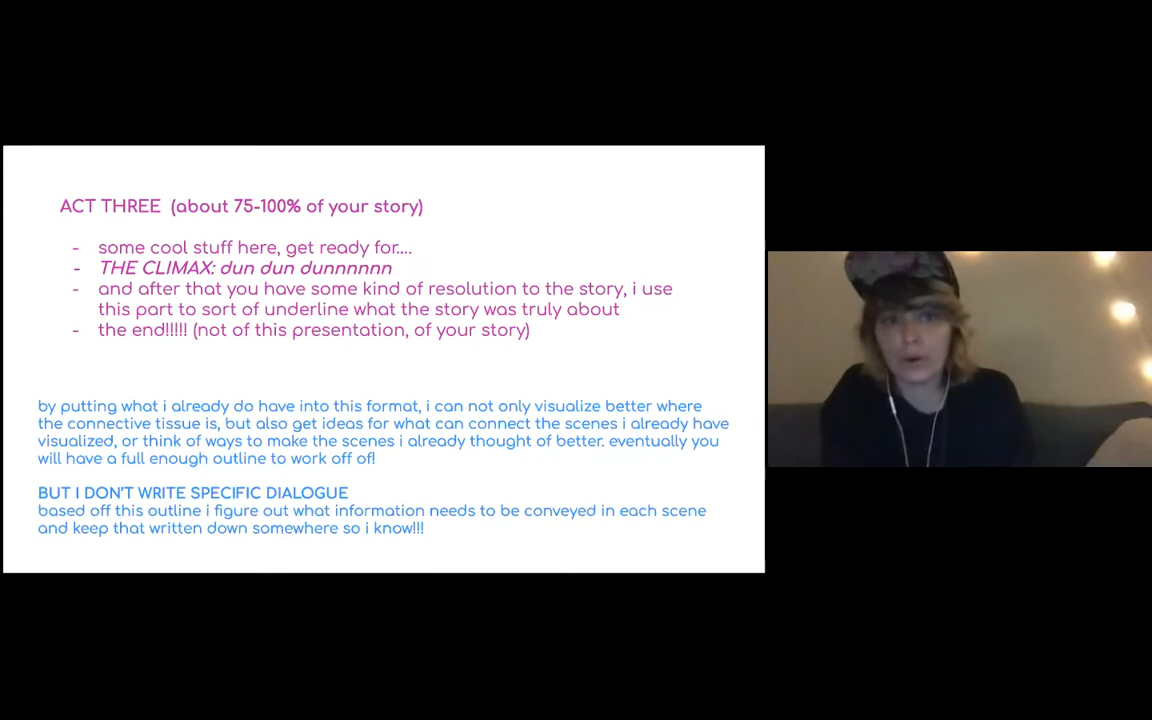 ACT THREE (about 75-100% of your story)
- some cool stuff here, get ready for....
- THE CLIMAX: dun dun dunnnnnn
- and after that you have some kind of resolution to the story, i use
this part to sort of underline what the story was truly about
- the end!!!!! (not of this presentation, of your story)
by putting what i already do have into this format, i can not only visualize better where
the connective tissue is, but also get ideas for what can connect the scenes i already have
visualized, or think of ways to make the scenes i already thought of better. eventually you
will have a full enough outline to work off of!
BUT I DON'T WRITE SPECIFIC DIALOGUE
based off this outline i figure out what information needs to be conveyed in each scene
and keep that written down somewhere so i know!!!